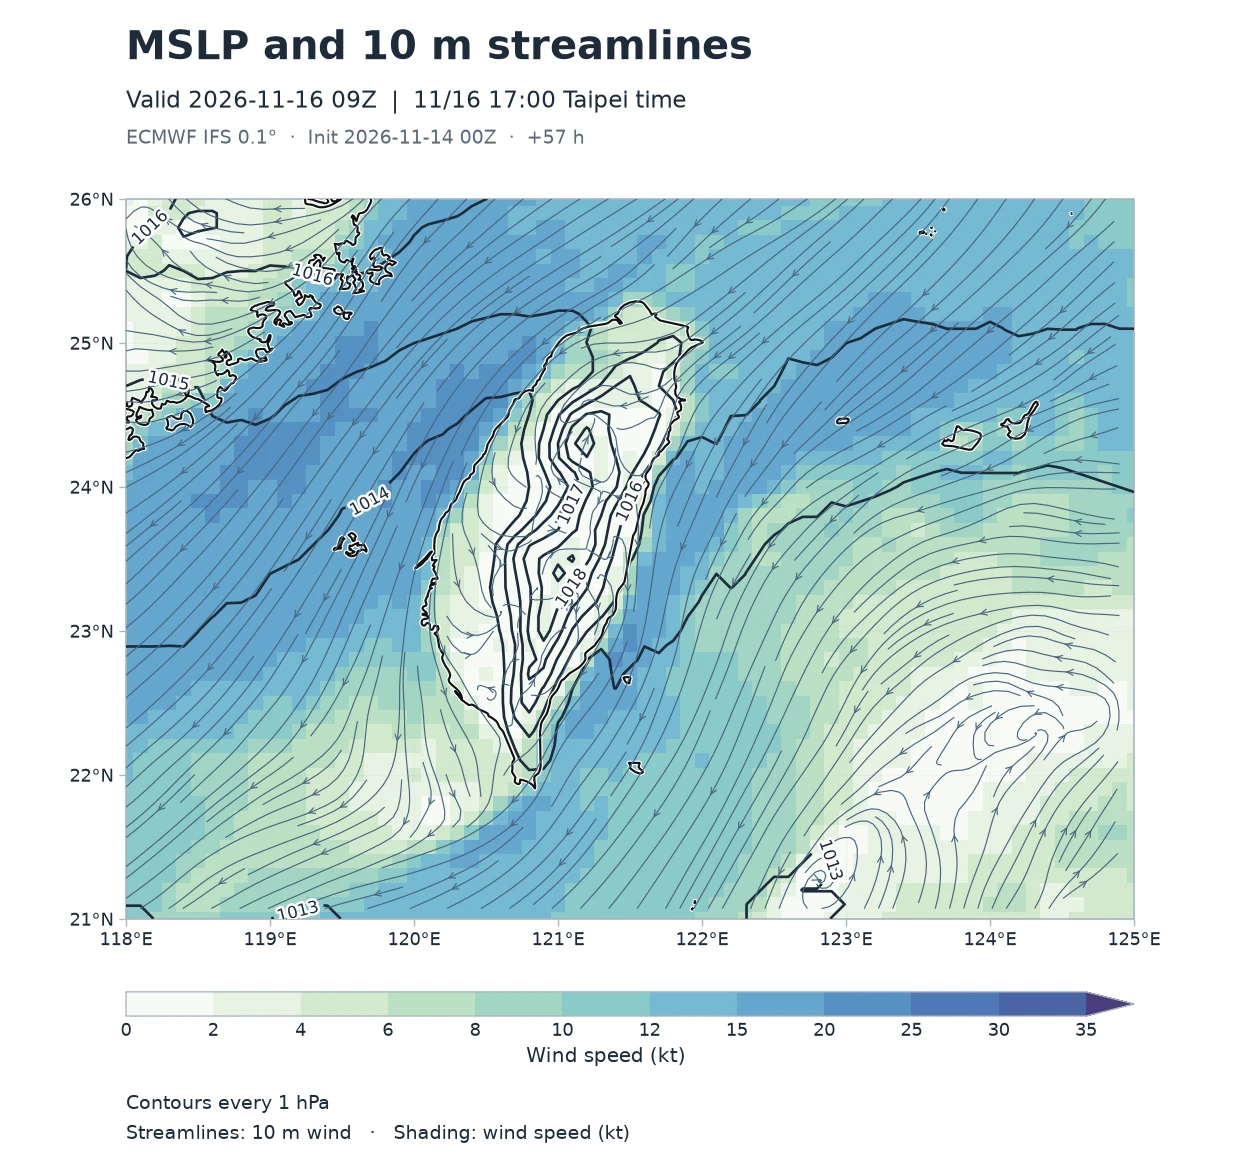 MSLP and 10 m streamlines
Valid 2026-11-16 09Z | 11/16 17:00 Taipei time
ECMWF IFS 0.1° · Init 2026-11-14 00Z · +57 h
26°N
25°N
24°N
23°N
22°N
21°N
1016
1016
1015
1014
1017
1016
1018
1013
1013
118°E 119°E 120°E 121°E 122°E 123°E 124°E 125°E
0 2 4 6 8 10 12 15 20 25 30 35
Wind speed (kt)
Contours every 1 hPa
Streamlines: 10 m wind · Shading: wind speed (kt)